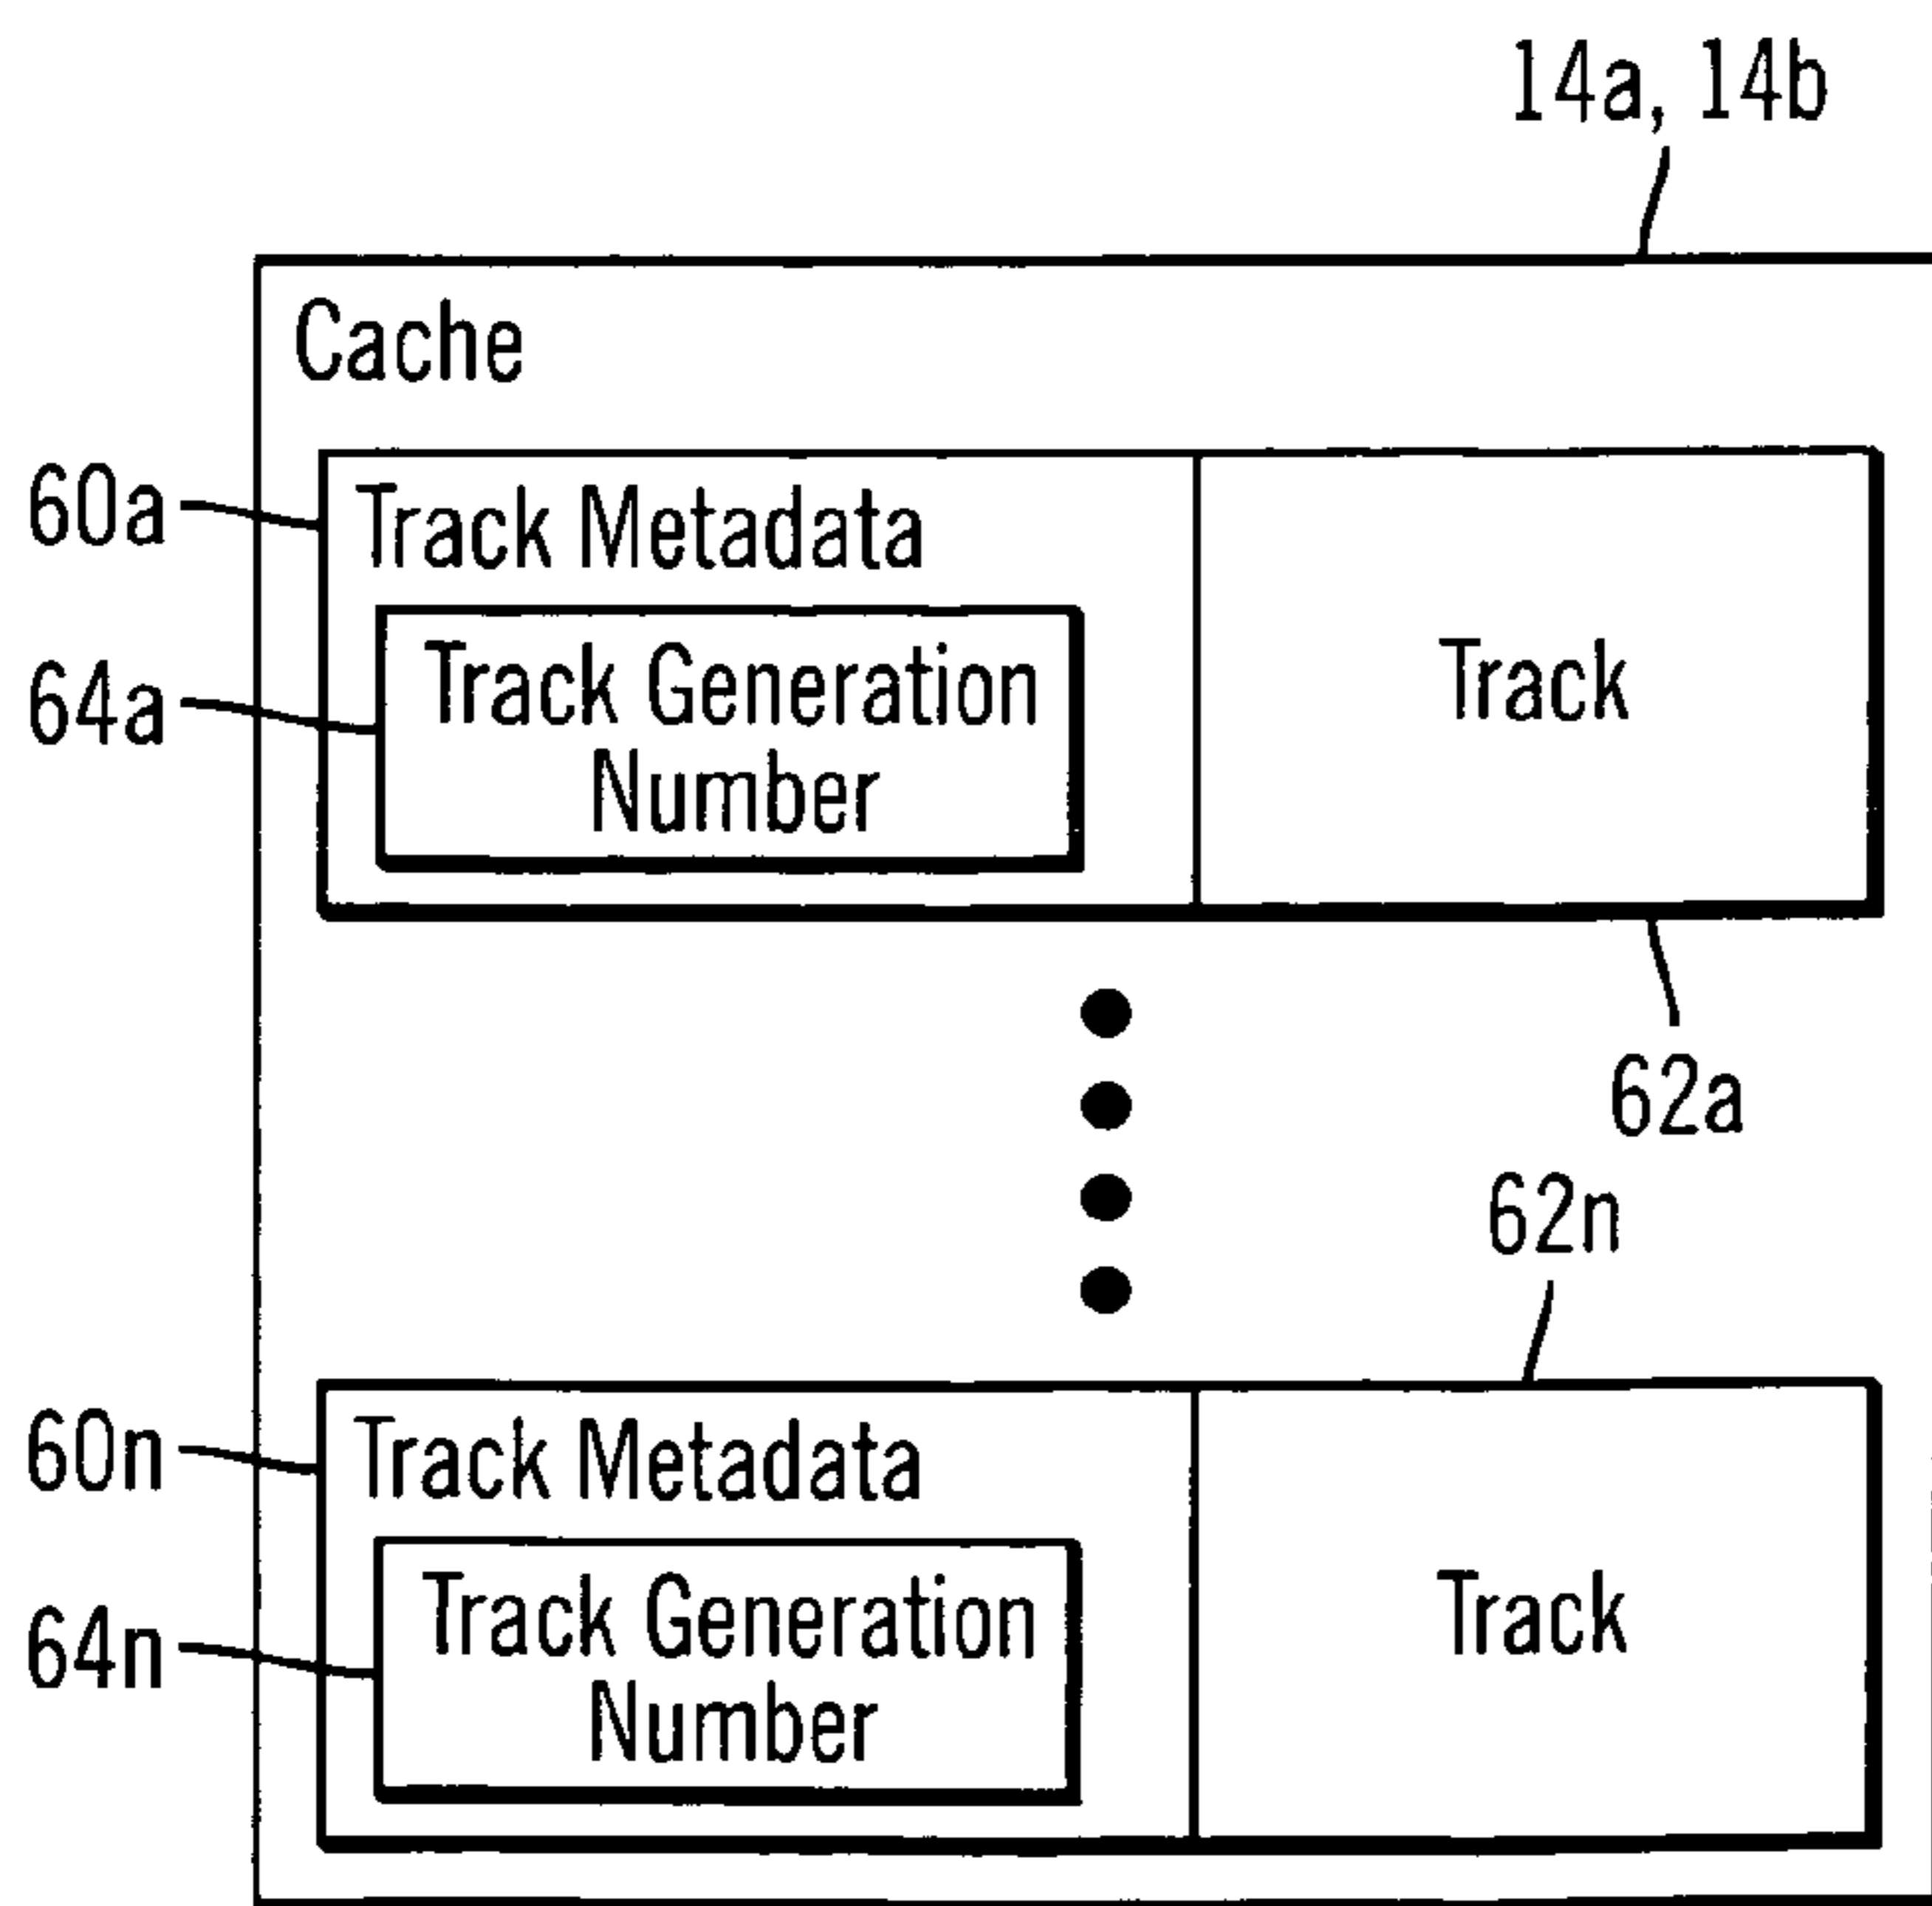 14a, 14b
Cache
60a
Track Metadata
64a
Track Generation
Number
Track
62a
62n
60n
Track Metadata
64n
Track Generation
Number
Track